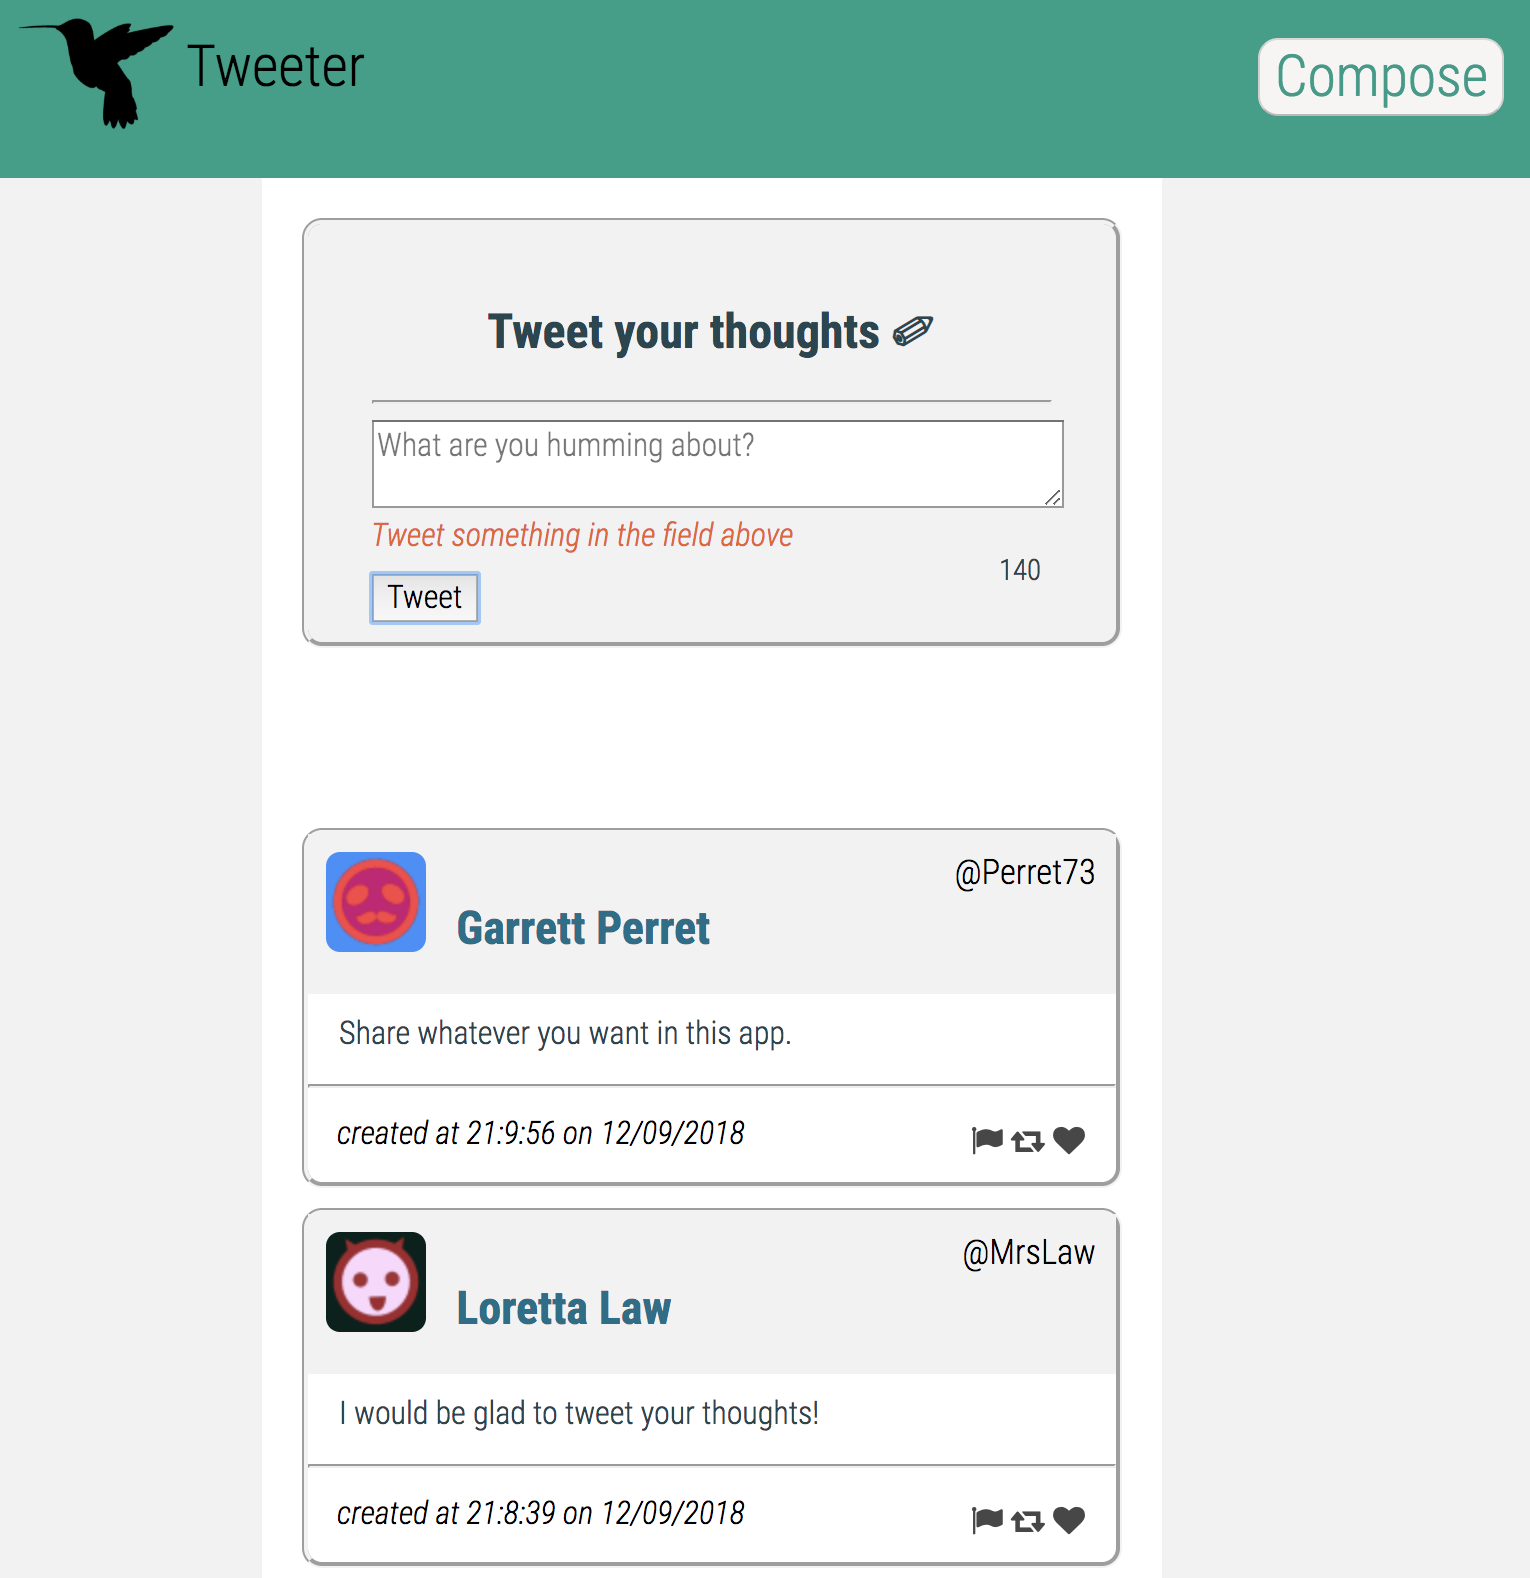 Tweeter
Compose
Tweet your thoughts
What are you humming about?
Tweet something in the field above
140
Tweet
@Perret73
Garrett Perret
Share whatever you want in this app.
created at 21:9:56 on 12/09/2018
@MrsLaw
Loretta Law
I would be glad to tweet your thoughts!
created at 21:8:39 on 12/09/2018